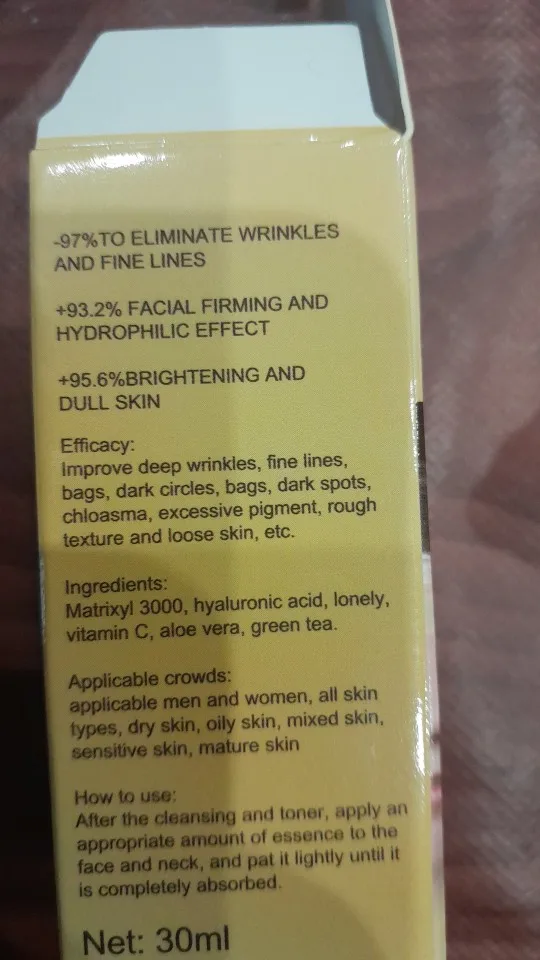 -97%TO ELIMINATE WRINKLES
AND FINE LINES
+93.2% FACIAL FIRMING AND
HYDROPHILIC EFFECT
+95.6%BRIGHTENING AND
DULL SKIN
Efficacy:
Improve deep wrinkles, fine lines,
bags, dark circles, bags, dark spots,
chloasma, excessive pigment, rough
texture and loose skin, etc.
Ingredients:
Matrixyl 3000, hyaluronic acid, lonely,
vitamin C, aloe vera, green tea.
Applicable crowds:
applicable men and women, all skin
types, dry skin, oily skin, mixed skin,
sensitive skin, mature skin
How to use:
After the cleansing and toner, apply an
appropriate amount of essence to the
face and neck, and pat it lightly until it
is completely absorbed.
Net: 30ml